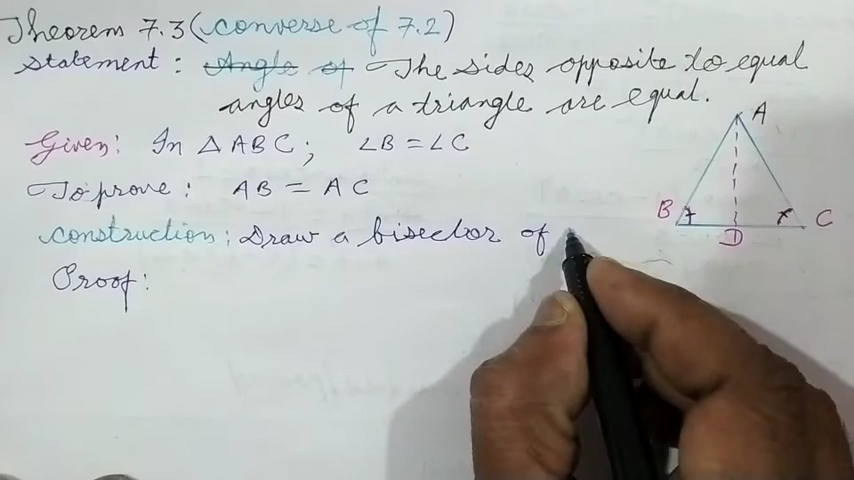 Theorem 7.3 (converse of 7.2)
Statement: Angle of The sides opposite to equal
angles of a triangle are equal.
Given: In △ ABC; ∠B = ∠C
To prove: AB = AC
Construction: Draw a bisector of
Proof:
A
B
C
D